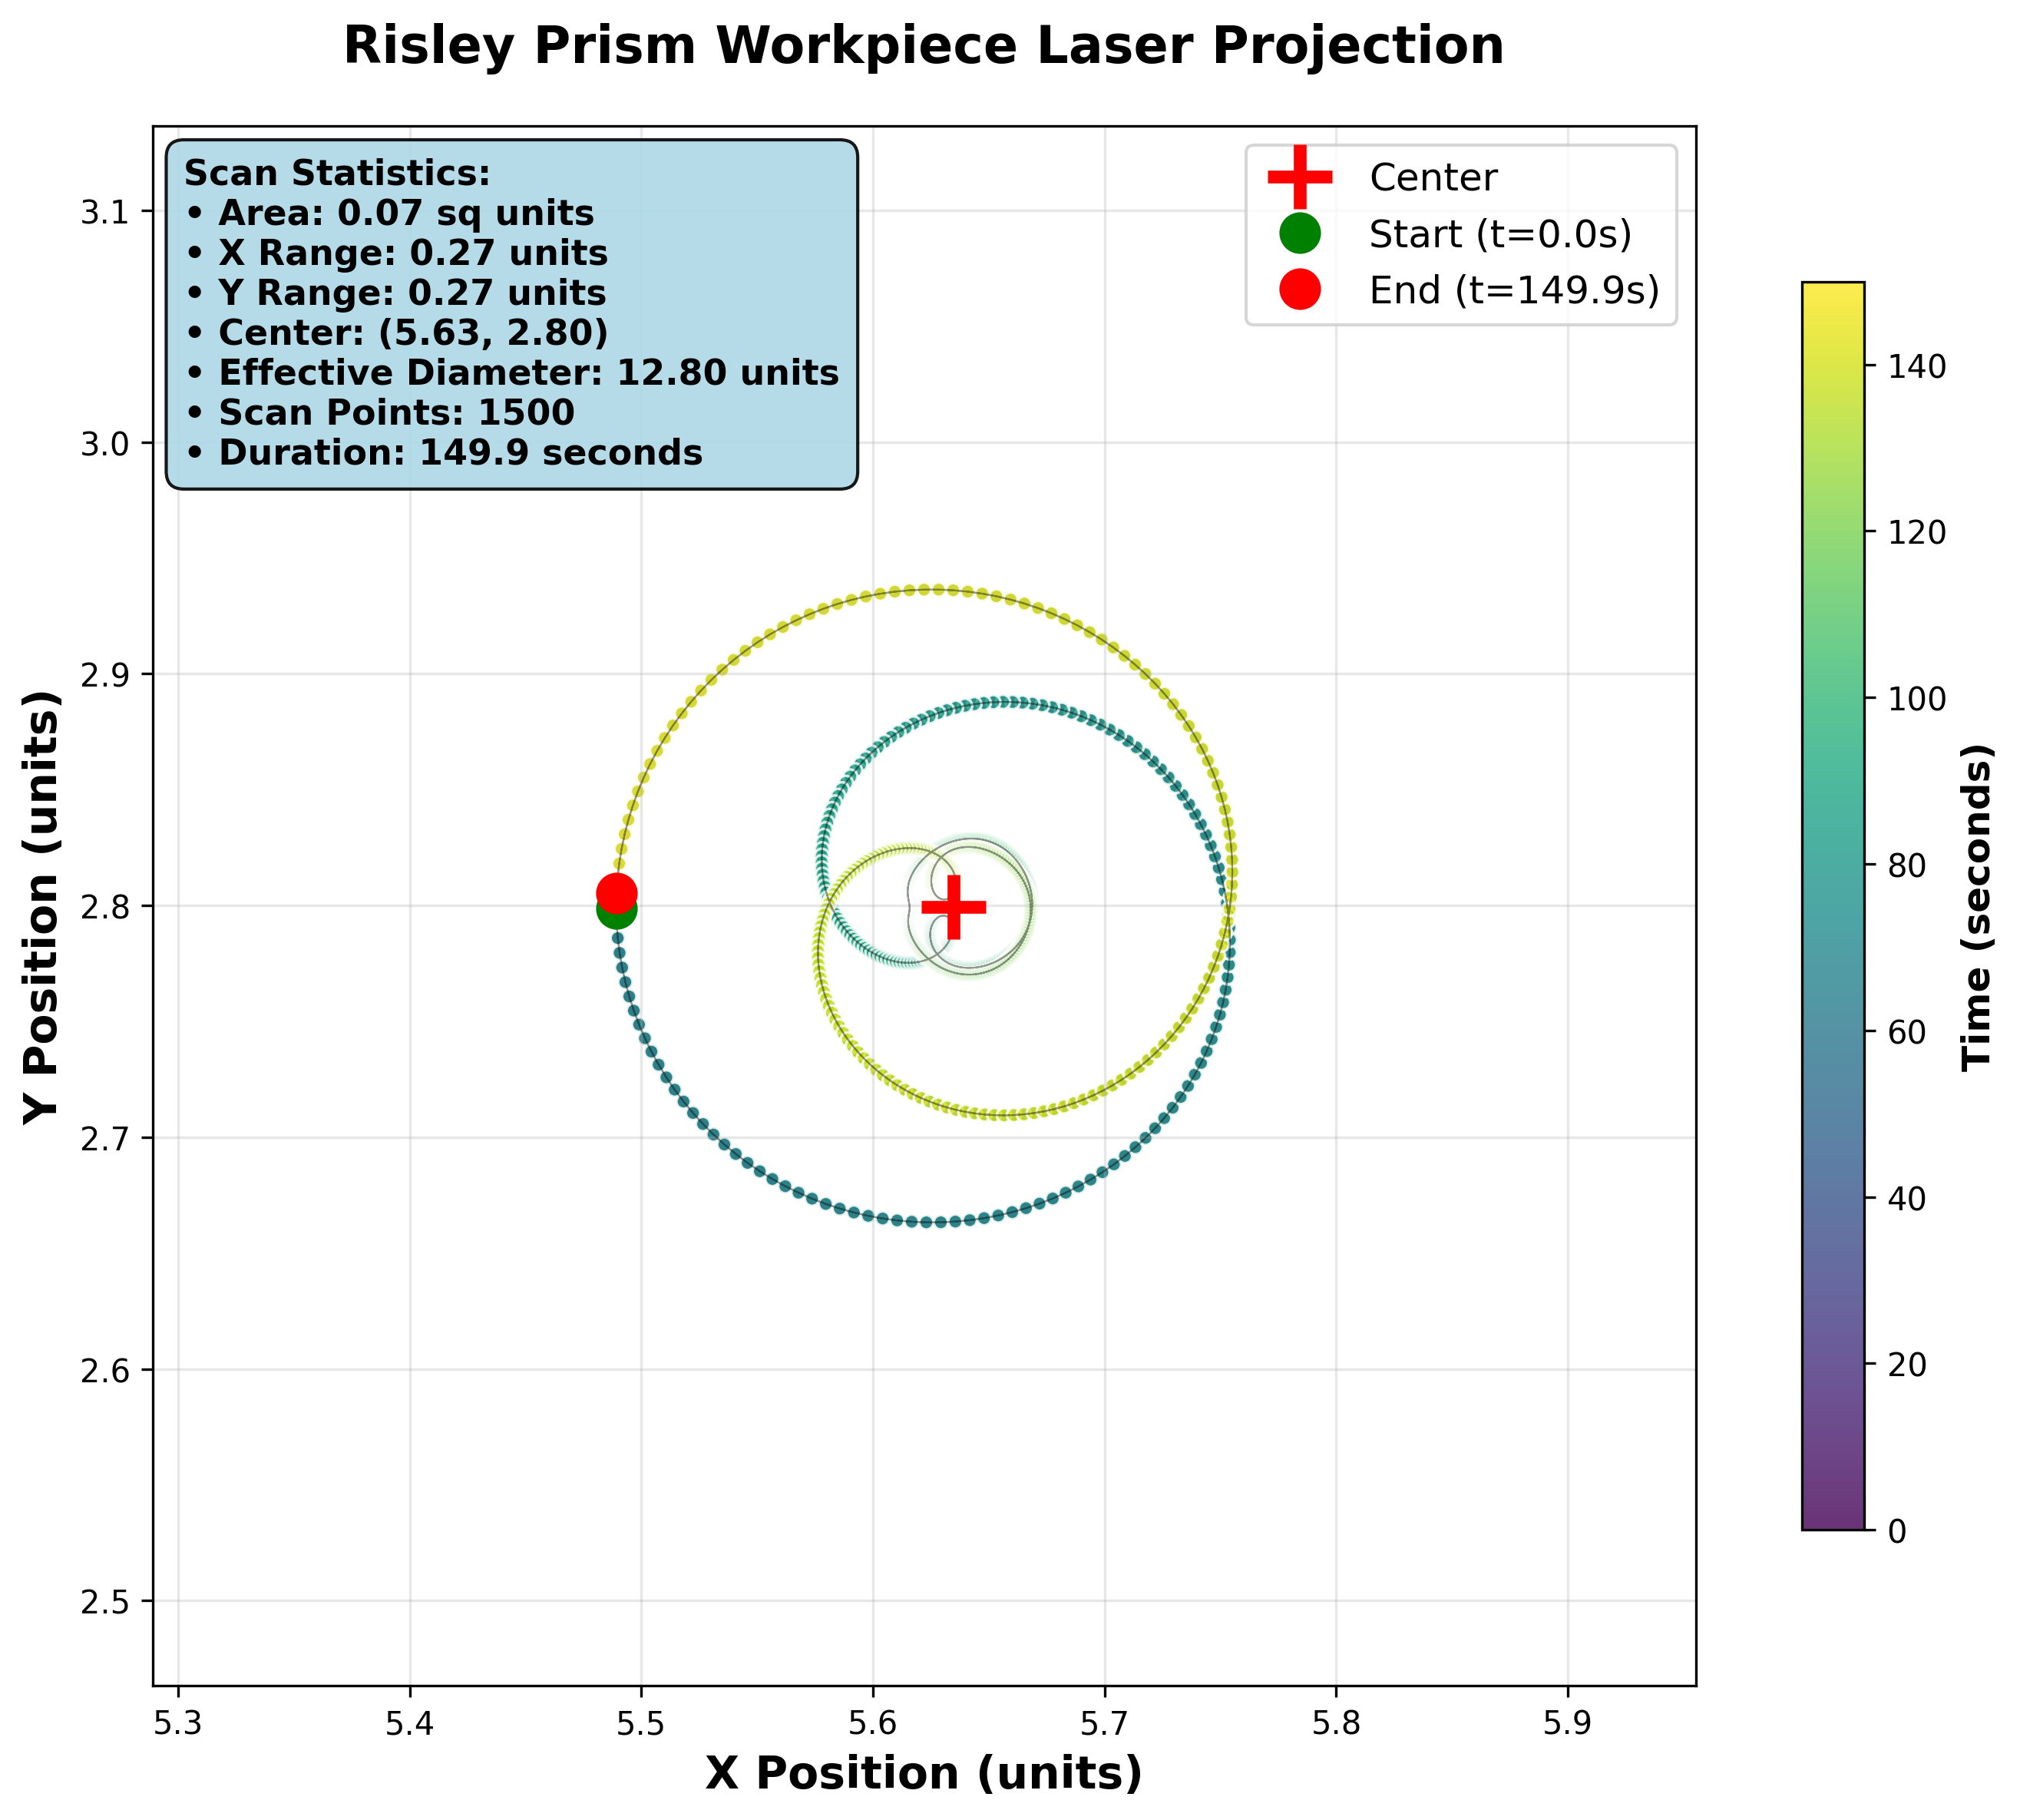 Risley Prism Workpiece Laser Projection
Scan Statistics:
• Area: 0.07 sq units
• X Range: 0.27 units
• Y Range: 0.27 units
• Center: (5.63, 2.80)
• Effective Diameter: 12.80 units
• Scan Points: 1500
• Duration: 149.9 seconds
Center
Start (t=0.0s)
End (t=149.9s)
Y Position (units)
3.1
3.0
2.9
2.8
2.7
2.6
2.5
5.3
5.4
5.5
5.6
5.7
5.8
5.9
X Position (units)
140
120
100
80
60
40
20
0
Time (seconds)